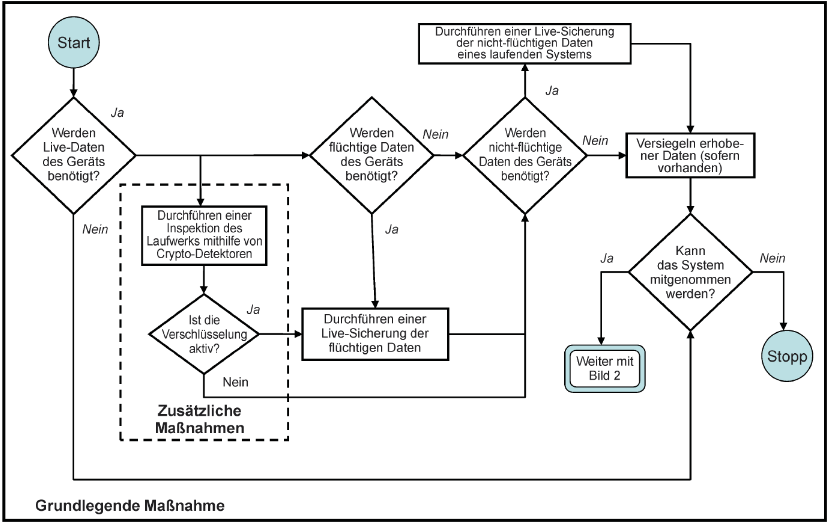 Start
Durchführen einer Live-Sicherung
der nicht-flüchtigen Daten
eines laufenden Systems
Ja
Werden
Live-Daten
des Geräts
benötigt?
Werden
flüchtige Daten
des Geräts
benötigt?
Nein
Ja
Werden
nicht-flüchtige
Daten des Geräts
benötigt?
Nein
Versiegeln erhobe-
ner Daten (sofern
vorhanden)
Nein
Durchführen einer
Inspektion des
Laufwerks mithilfe von
Crypto-Detektoren
Ja
Ja
Kann
das System
mitgenommen
werden?
Nein
Ist die
Verschlüsselung
aktiv?
Ja
Durchführen einer
Live-Sicherung der
flüchtigen Daten
Nein
Weiter mit
Bild 2
Stopp
Zusätzliche
Maßnahmen
Grundlegende Maßnahme